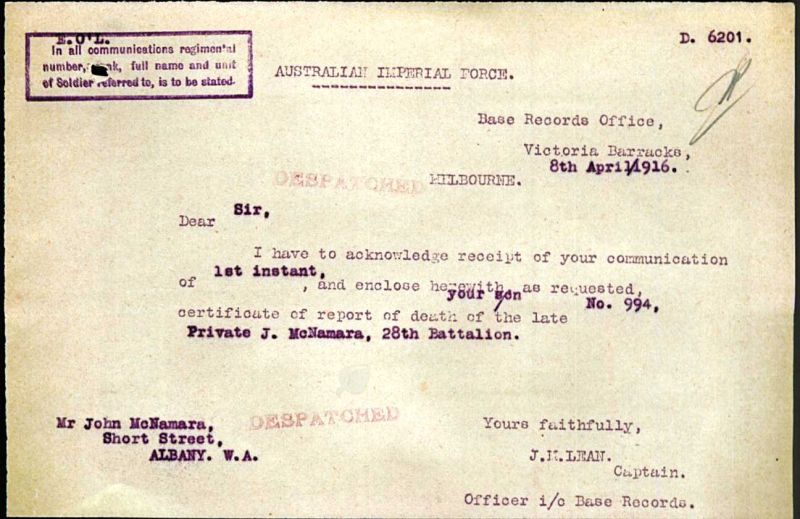 E.O'L.
D. 6201.
In all communications regimental
number, rank, full name and unit
of Soldier referred to, is to be stated.
AUSTRALIAN IMPERIAL FORCE.
Base Records Office,
Victoria Barracks,
8th April/1916.
DESPATCHED
MELBOURNE.
Dear Sir,
I have to acknowledge receipt of your communication
of 1st instant, , and enclose herewith as requested,
certificate of report of death of the late your son No. 994,
Private J. McNamara, 28th Battalion.
DESPATCHED
Mr John McNamara,
Short Street,
ALBANY. W.A.
Yours faithfully,
J.M.LEAN.
Captain.
Officer i/c Base Records.